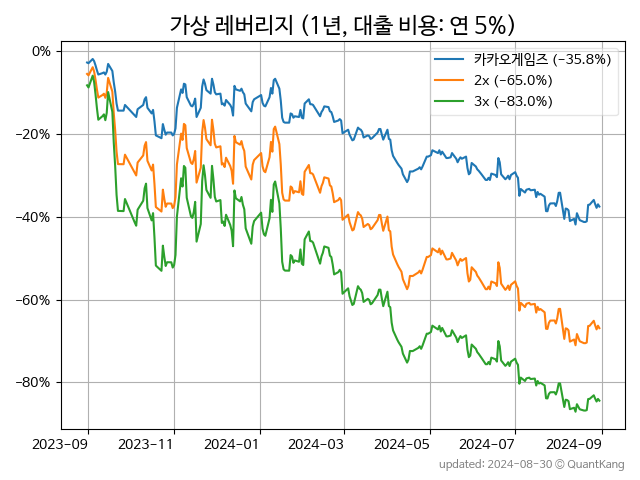 가상 레버리지 (1년, 대출 비용: 연 5%)
카카오게임즈 (−35.8%)
2x (−65.0%)
3x (−83.0%)
0%
−20%
−40%
−60%
−80%
2023-09 2023-11 2024-01 2024-03 2024-05 2024-07 2024-09
updated: 2024-08-30 © QuantKang